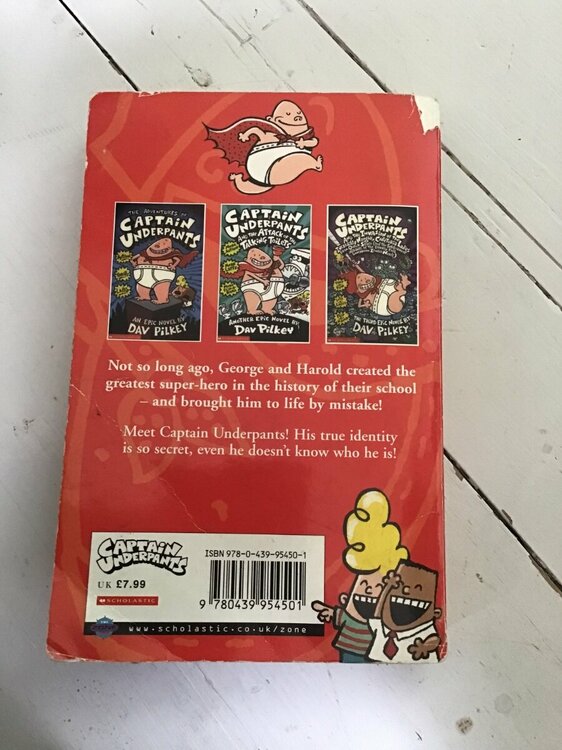 THE ADVENTURES OF
CAPTAIN
UNDERPANTS
AN EPIC NOVEL BY
DAV PILKEY
CAPTAIN
UNDERPANTS
AND THE ATTACK OF THE
TALKING TOILETS
ANOTHER EPIC NOVEL BY
DAV PILKEY
CAPTAIN
UNDERPANTS
THE THIRD EPIC NOVEL BY
DAV PILKEY
Not so long ago, George and Harold created the
greatest super-hero in the history of their school
– and brought him to life by mistake!
Meet Captain Underpants! His true identity
is so secret, even he doesn't know who he is!
CAPTAIN
UNDERPANTS
UK £7.99
SCHOLASTIC
ISBN 978-0-439-95450-1
9 780439 954501
www.scholastic.co.uk/zone